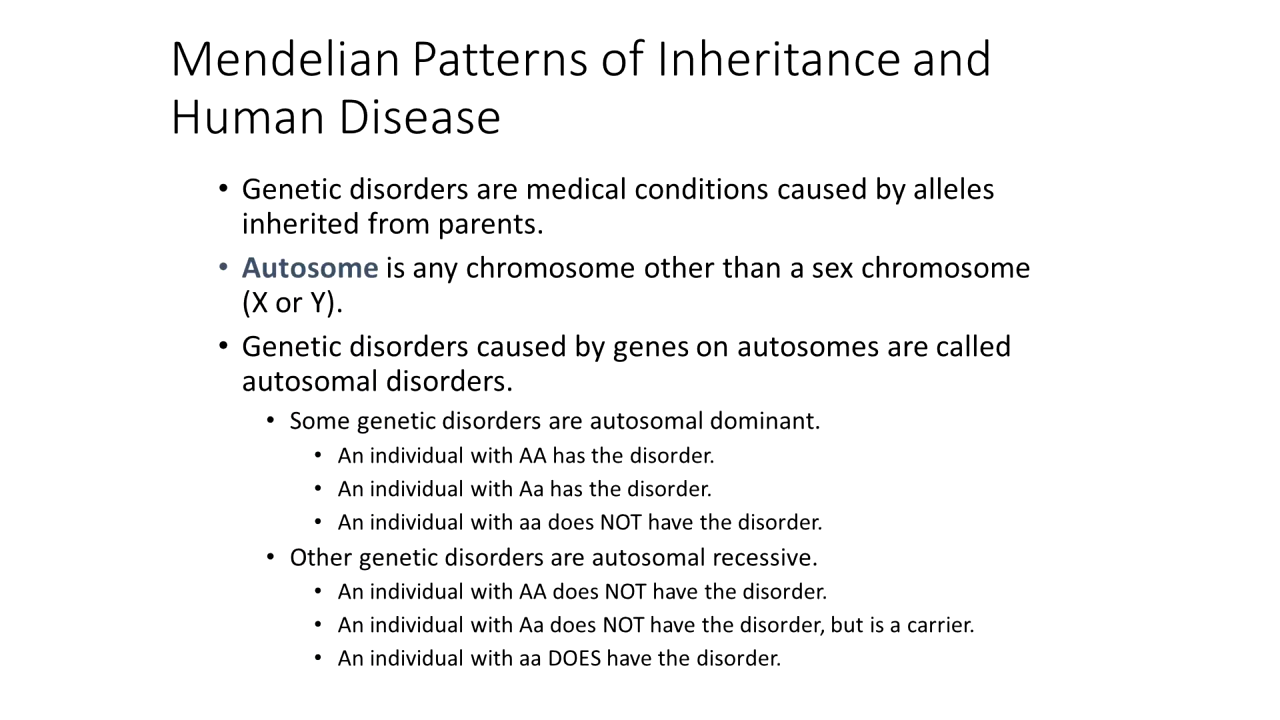 Mendelian Patterns of Inheritance and
Human Disease
• Genetic disorders are medical conditions caused by alleles
inherited from parents.
• Autosome is any chromosome other than a sex chromosome
(X or Y).
• Genetic disorders caused by genes on autosomes are called
autosomal disorders.
• Some genetic disorders are autosomal dominant.
• An individual with AA has the disorder.
• An individual with Aa has the disorder.
• An individual with aa does NOT have the disorder.
• Other genetic disorders are autosomal recessive.
• An individual with AA does NOT have the disorder.
• An individual with Aa does NOT have the disorder, but is a carrier.
• An individual with aa DOES have the disorder.